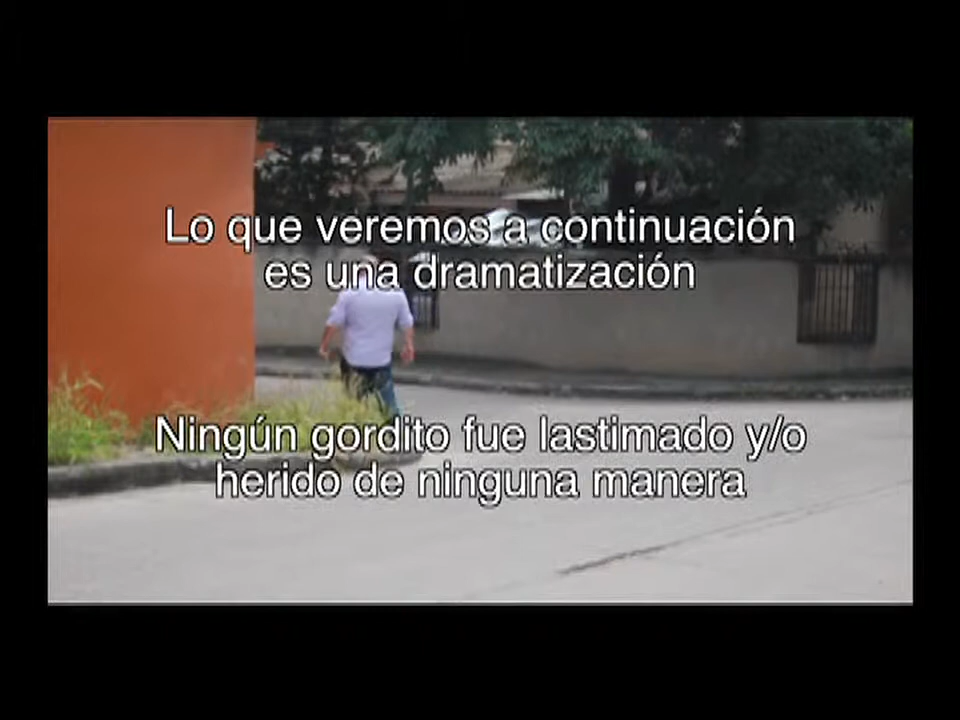 Lo que veremos a continuación
es una dramatización
Ningún gordito fue lastimado y/o
herido de ninguna manera